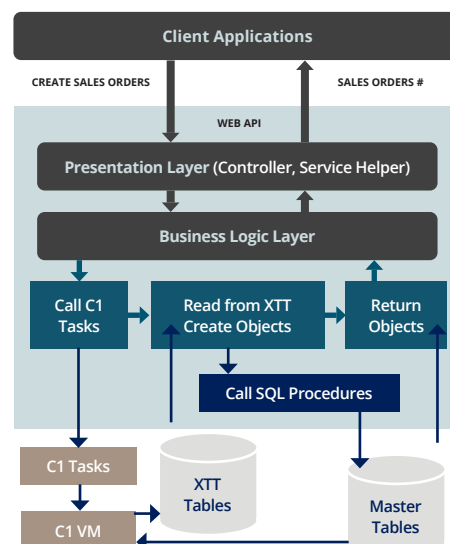 Client Applications
CREATE SALES ORDERS
SALES ORDERS #
WEB API
Presentation Layer (Controller, Service Helper)
Business Logic Layer
Call C1
Tasks
Read from XTT
Create Objects
Return
Objects
Call SQL Procedures
C1 Tasks
XTT
Tables
Master
Tables
C1 VM